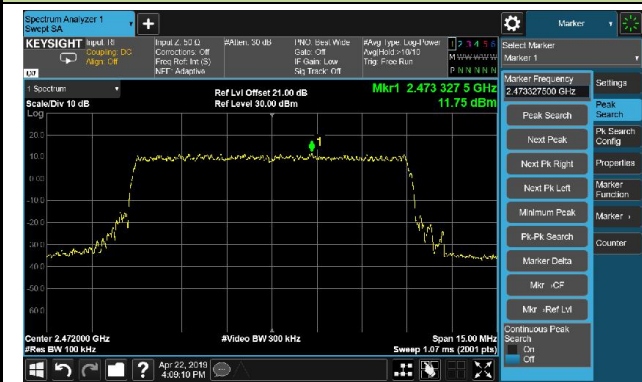 Spectrum Analyzer 1
Swept SA
Marker
KEYSIGHT
Input: RF
Coupling: DC
Align: Off
Input Z: 50 Ω
Corrections: Off
Freq Ref: Int (S)
NFE: Adaptive
#Atten: 30 dB
PNO: Best Wide
Gate: Off
IF Gain: Low
Sig Track: Off
#Avg Type: Log-Power
Avg|Hold: >10/10
Trig: Free Run
1 2 3 4 5 6
M W W W W W
P N N N N N
Select Marker
Marker 1
LXI
1 Spectrum
Scale/Div 10 dB
Log
Ref Lvl Offset 21.00 dB
Ref Level 30.00 dBm
Mkr1 2.473 327 5 GHz
11.75 dBm
1
20.0
10.0
0.00
-10.0
-20.0
-30.0
-40.0
-50.0
-60.0
Center 2.472000 GHz
#Res BW 100 kHz
#Video BW 300 kHz
Span 15.00 MHz
Sweep 1.07 ms (2001 pts)
Marker Frequency
2.473327500 GHz
Peak Search
Next Peak
Next Pk Right
Next Pk Left
Minimum Peak
Pk-Pk Search
Marker Delta
Mkr→CF
Mkr→Ref Lvl
Continuous Peak
Search
On
Off
Settings
Peak
Search
Pk Search
Config
Properties
Marker
Function
Marker→
Counter
?
Apr 22, 2019
4:09:10 PM